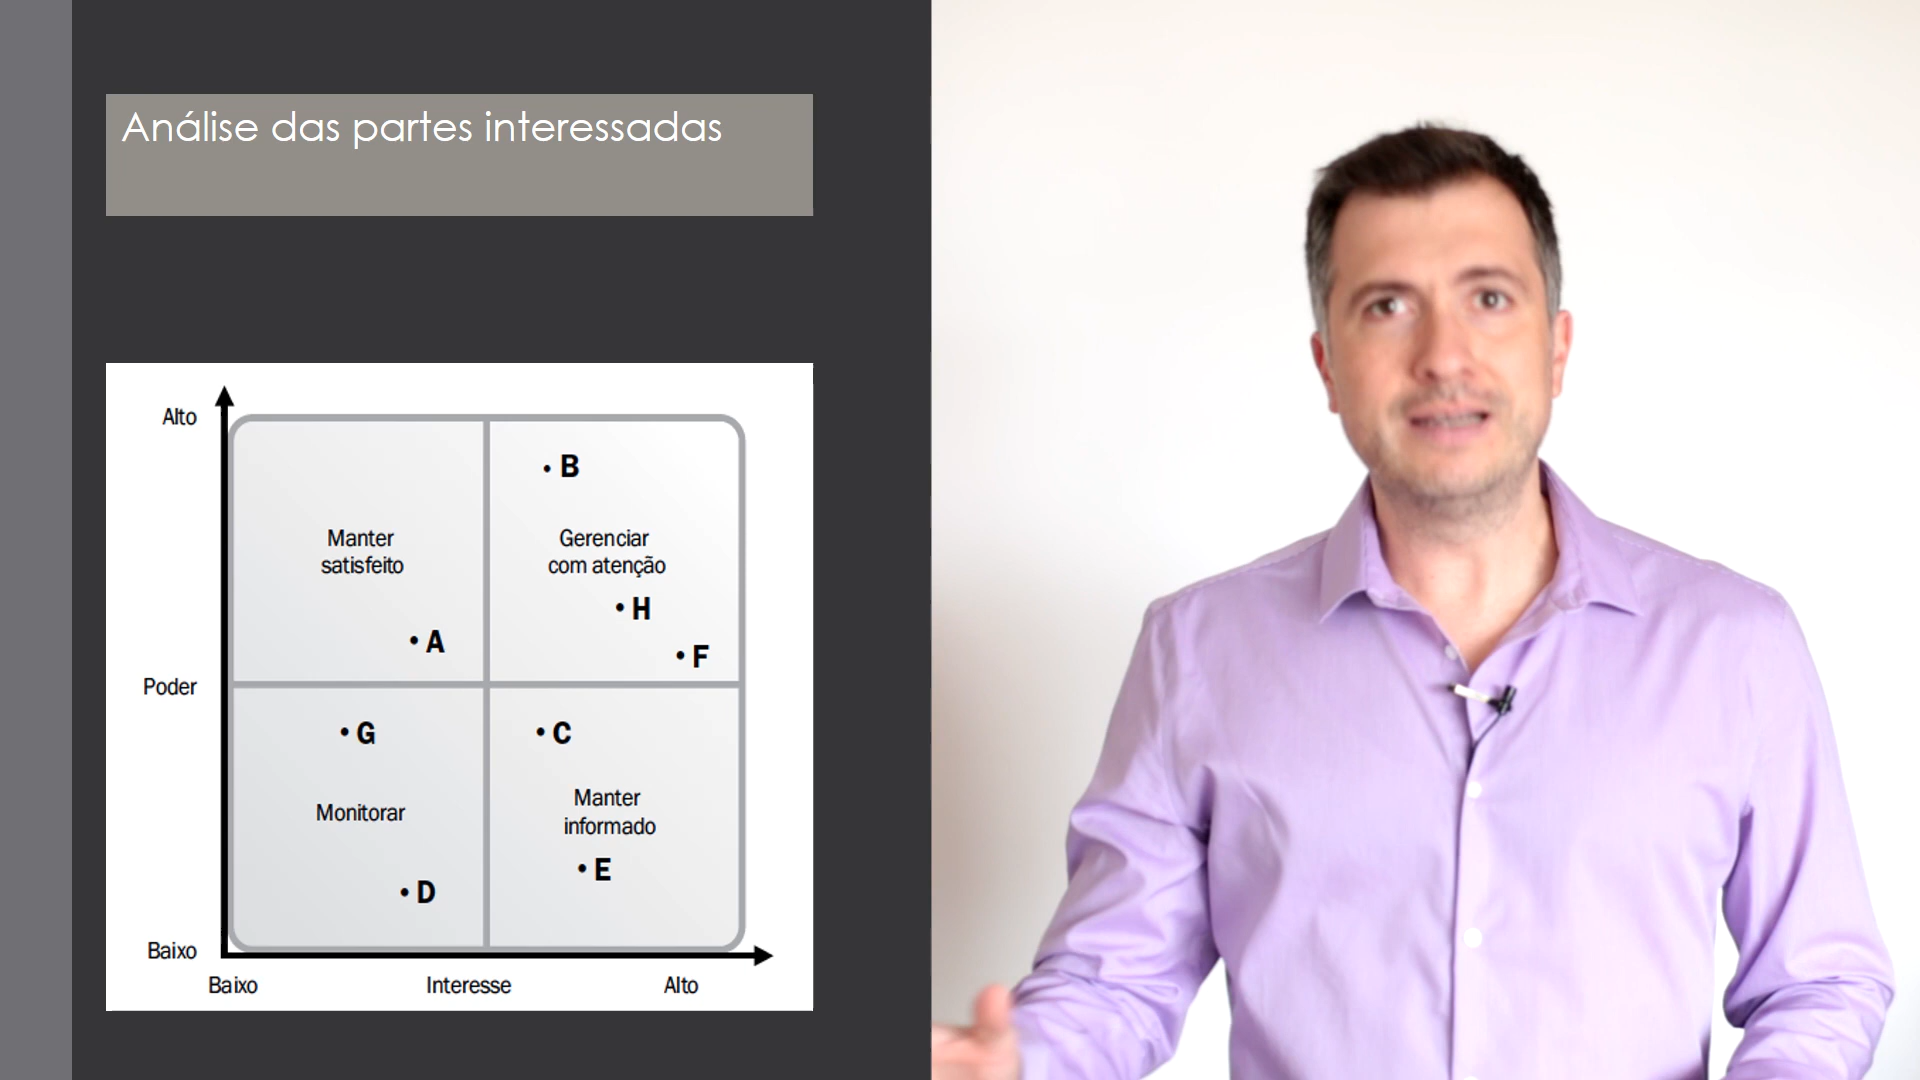 Análise das partes interessadas
Alto
B
Manter
satisfeito
Gerenciar
com atenção
H
A
F
Poder
G
C
Manter
informado
Monitorar
E
D
Baixo
Baixo
Interesse
Alto